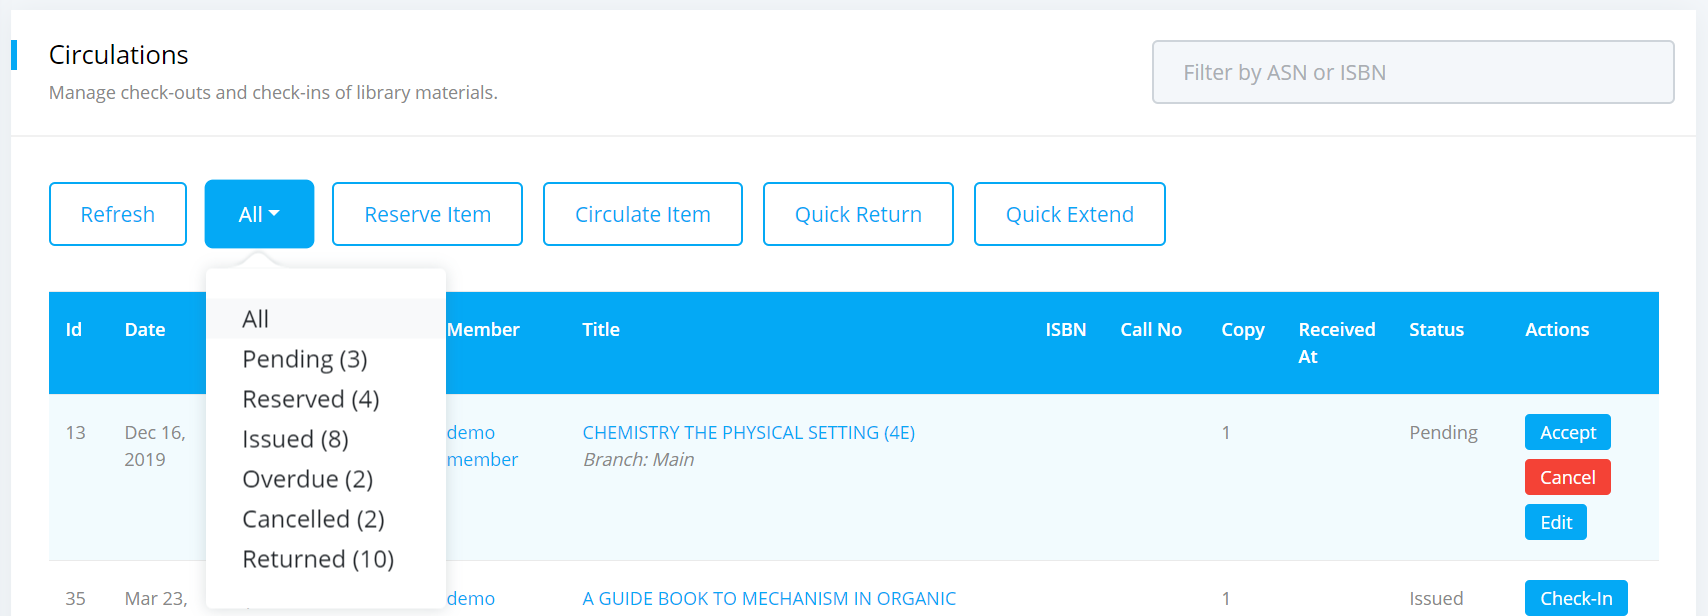 Circulations
Manage check-outs and check-ins of library materials.
Filter by ASN or ISBN
Refresh
All
Reserve Item
Circulate Item
Quick Return
Quick Extend
All
Pending (3)
Reserved (4)
Issued (8)
Overdue (2)
Cancelled (2)
Returned (10)
Id Date Member Title ISBN Call No Copy Received Status Actions
At
13 Dec 16, demo CHEMISTRY THE PHYSICAL SETTING (4E) 1 Pending Accept
2019 member Branch: Main
Cancel
Edit
35 Mar 23, demo A GUIDE BOOK TO MECHANISM IN ORGANIC 1 Issued Check-In